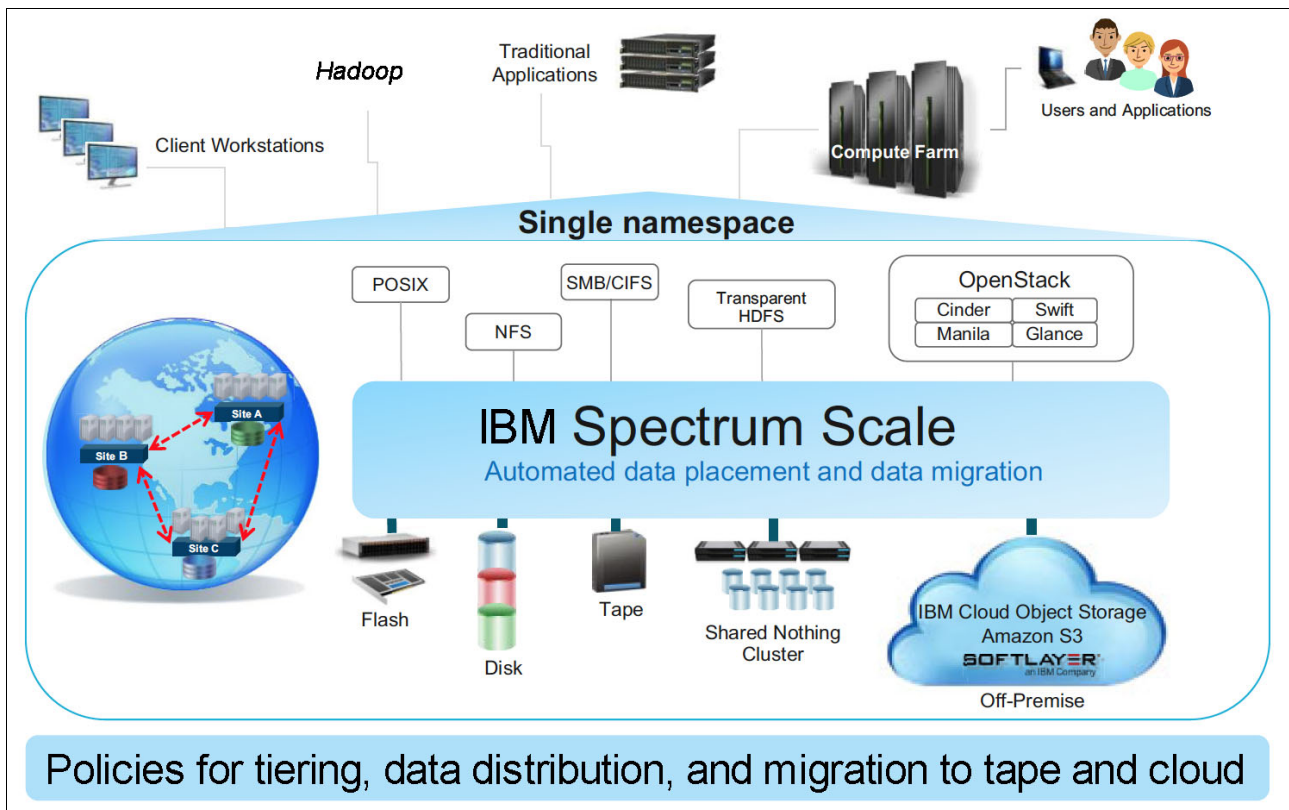 Hadoop
Traditional
Applications
Client Workstations
Compute Farm
Users and Applications
Single namespace
POSIX
NFS
SMB/CIFS
Transparent
HDFS
OpenStack
Cinder
Swift
Manila
Glance
Site A
Site B
Site C
IBM Spectrum Scale
Automated data placement and data migration
Flash
Disk
Tape
Shared Nothing
Cluster
IBM Cloud Object Storage
Amazon S3
SOFTLAYER®
an IBM Company
Off-Premise
Policies for tiering, data distribution, and migration to tape and cloud